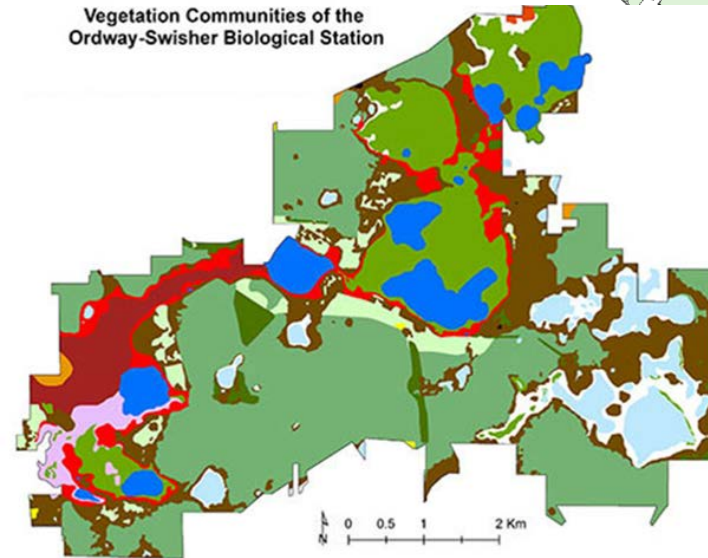 Vegetation Communities of the
Ordway-Swisher Biological Station
N 0 0.5 1 2 Km